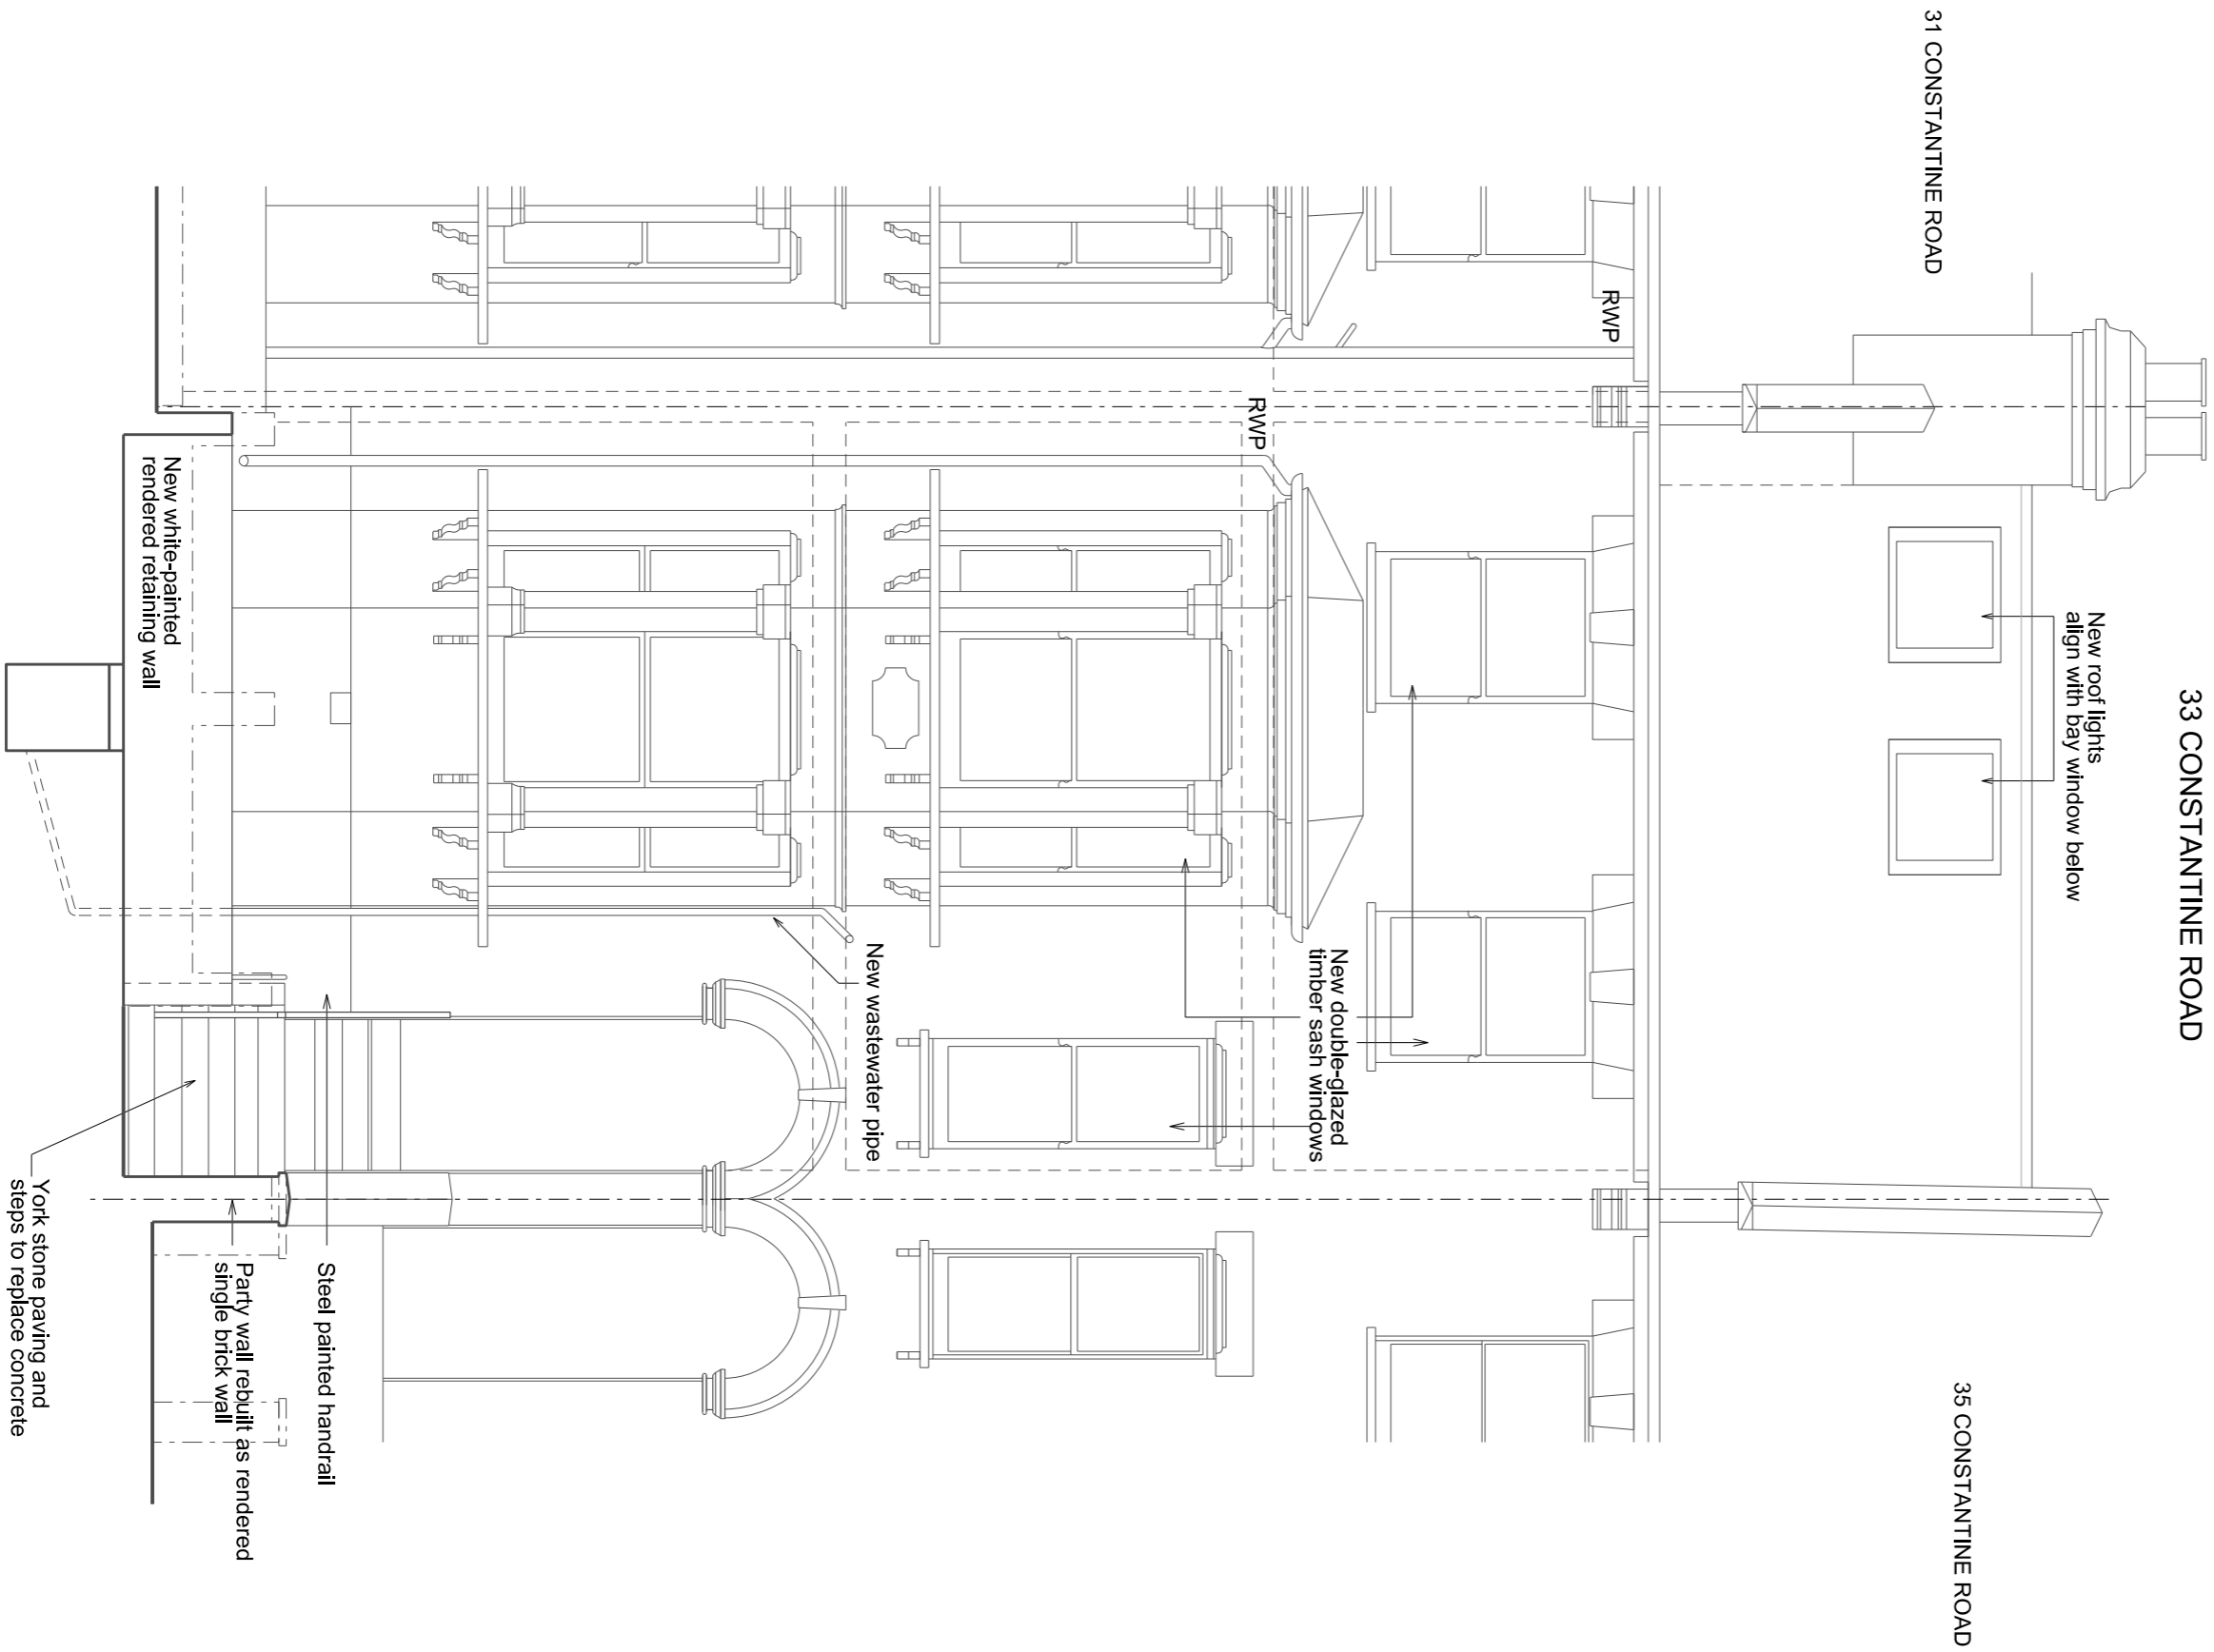 33 CONSTANTINE ROAD
31 CONSTANTINE ROAD
35 CONSTANTINE ROAD
New roof lights
align with bay window below
RWP
RWP
New double-glazed
timber sash windows
New wastewater pipe
Steel painted handrail
Party wall rebuilt as rendered
single brick wall
New white-painted
rendered retaining wall
York stone paving and
steps to replace concrete